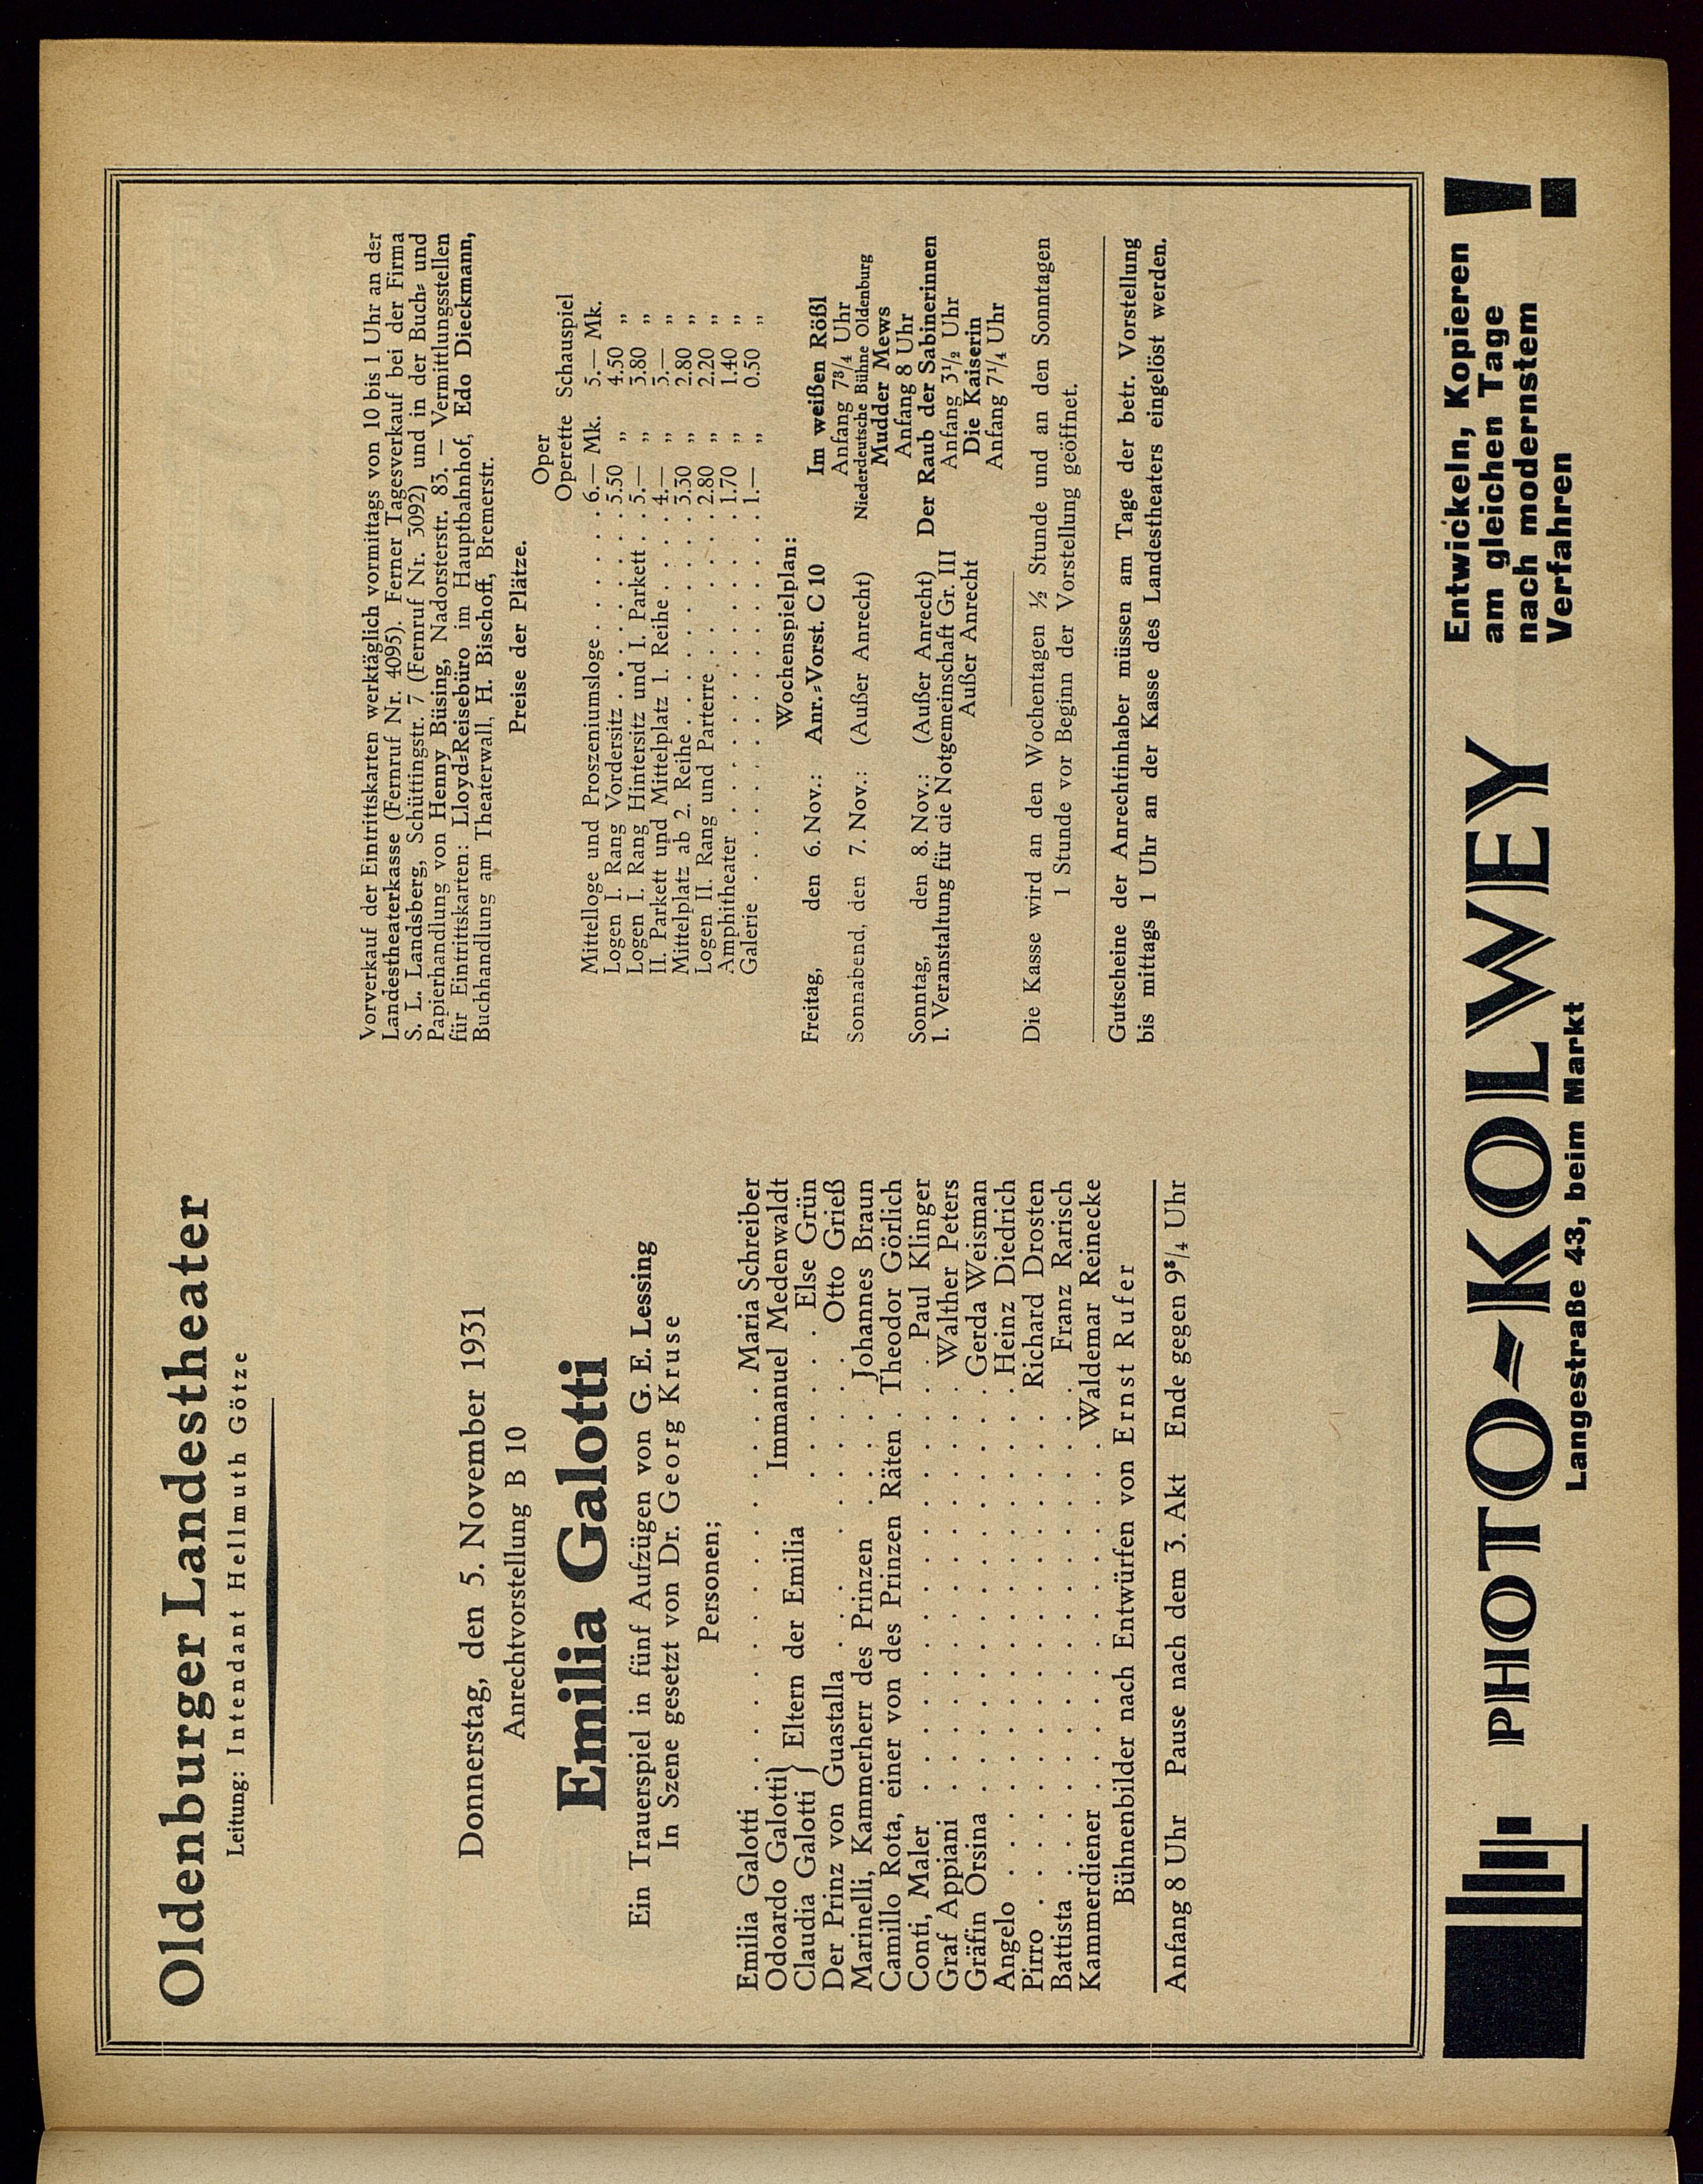 Oldenburger Landestheater
Leitung: Intendant Hellmuth Götze
Donnerstag, den 5. November 1931
Anrechtvorstellung B 10
Emilia Galotti
Ein Trauerspiel in fünf Aufzügen von G. E. Lessing
In Szene gesetzt von Dr. Georg Kruse
Personen;
Emilia Galotti . . . . . . . . . . . . . Maria Schreiber
Odoardo Galotti } Eltern der Emilia Immanuel Medenwaldt
Claudia Galotti } . . . . . Else Grün
Der Prinz von Guastalla . . . . . . . . Otto Grieß
Marinelli, Kammerherr des Prinzen . . . Johannes Braun
Camillo Rota, einer von des Prinzen Räten . Theodor Görlich
Conti, Maler . . . . . . . . . . . . . Paul Klinger
Graf Appiani . . . . . . . . . . . . . Walther Peters
Gräfin Orsina . . . . . . . . . . . . . Gerda Weisman
Angelo . . . . . . . . . . . . . . . Heinz Diedrich
Pirro . . . . . . . . . . . . . . . . Richard Drosten
Battista . . . . . . . . . . . . . . . Franz Rarisch
Kammerdiener . . . . . . . . . . . . Waldemar Reinecke
Bühnenbilder nach Entwürfen von Ernst Rufer
Anfang 8 Uhr Pause nach dem 3. Akt Ende gegen 9¾ Uhr
Vorverkauf der Eintrittskarten werktäglich vormittags von 10 bis 1 Uhr an der
Landestheaterkasse (Fernruf Nr. 4095). Ferner Tagesverkauf bei der Firma
S. L. Landsberg, Schüttingstr. 7 (Fernruf Nr. 3092) und in der Buch- und
Papierhandlung von Henny Büsing, Nadorsterstr. 83. — Vermittlungsstellen
für Eintrittskarten: Lloyd-Reisebüro im Hauptbahnhof, Edo Dieckmann,
Buchhandlung am Theaterwall, H. Bischoff, Bremerstr.
Preise der Plätze.
Oper
Operette Schauspiel
Mittelloge und Proszeniumsloge . . . . . . 6.— Mk. 5.— Mk.
Logen I. Rang Vordersitz . . . . . . . . 5.50 „ 4.50 „
Logen I. Rang Hintersitz und I. Parkett . . 5.— „ 3.80 „
II. Parkett und Mittelplatz 1. Reihe . . . . 4.— „ 3.— „
Mittelplatz ab 2. Reihe . . . . . . . . . 3.30 „ 2.80 „
Logen II. Rang und Parterre . . . . . . . 2.80 „ 2.20 „
Amphitheater . . . . . . . . . . . . . 1.70 „ 1.40 „
Galerie . . . . . . . . . . . . . . . 1.— „ 0.50 „
Wochenspielplan:
Freitag, den 6. Nov.: Anr.-Vorst. C 10 Im weißen Rößl
Anfang 7¾ Uhr
Niederdeutsche Bühne Oldenburg
Sonnabend, den 7. Nov.: (Außer Anrecht) Mudder Mews
Anfang 8 Uhr
Sonntag, den 8. Nov.: (Außer Anrecht) Der Raub der Sabinerinnen
1. Veranstaltung für die Notgemeinschaft Gr. III Anfang 3½ Uhr
Außer Anrecht Die Kaiserin
Anfang 7¼ Uhr
Die Kasse wird an den Wochentagen ½ Stunde und an den Sonntagen
1 Stunde vor Beginn der Vorstellung geöffnet.
Gutscheine der Anrechtinhaber müssen am Tage der betr. Vorstellung
bis mittags 1 Uhr an der Kasse des Landestheaters eingelöst werden.
PHOTO-KOLWEY
Langestraße 43, beim Markt
Entwickeln, Kopieren
am gleichen Tage
nach modernstem
Verfahren !